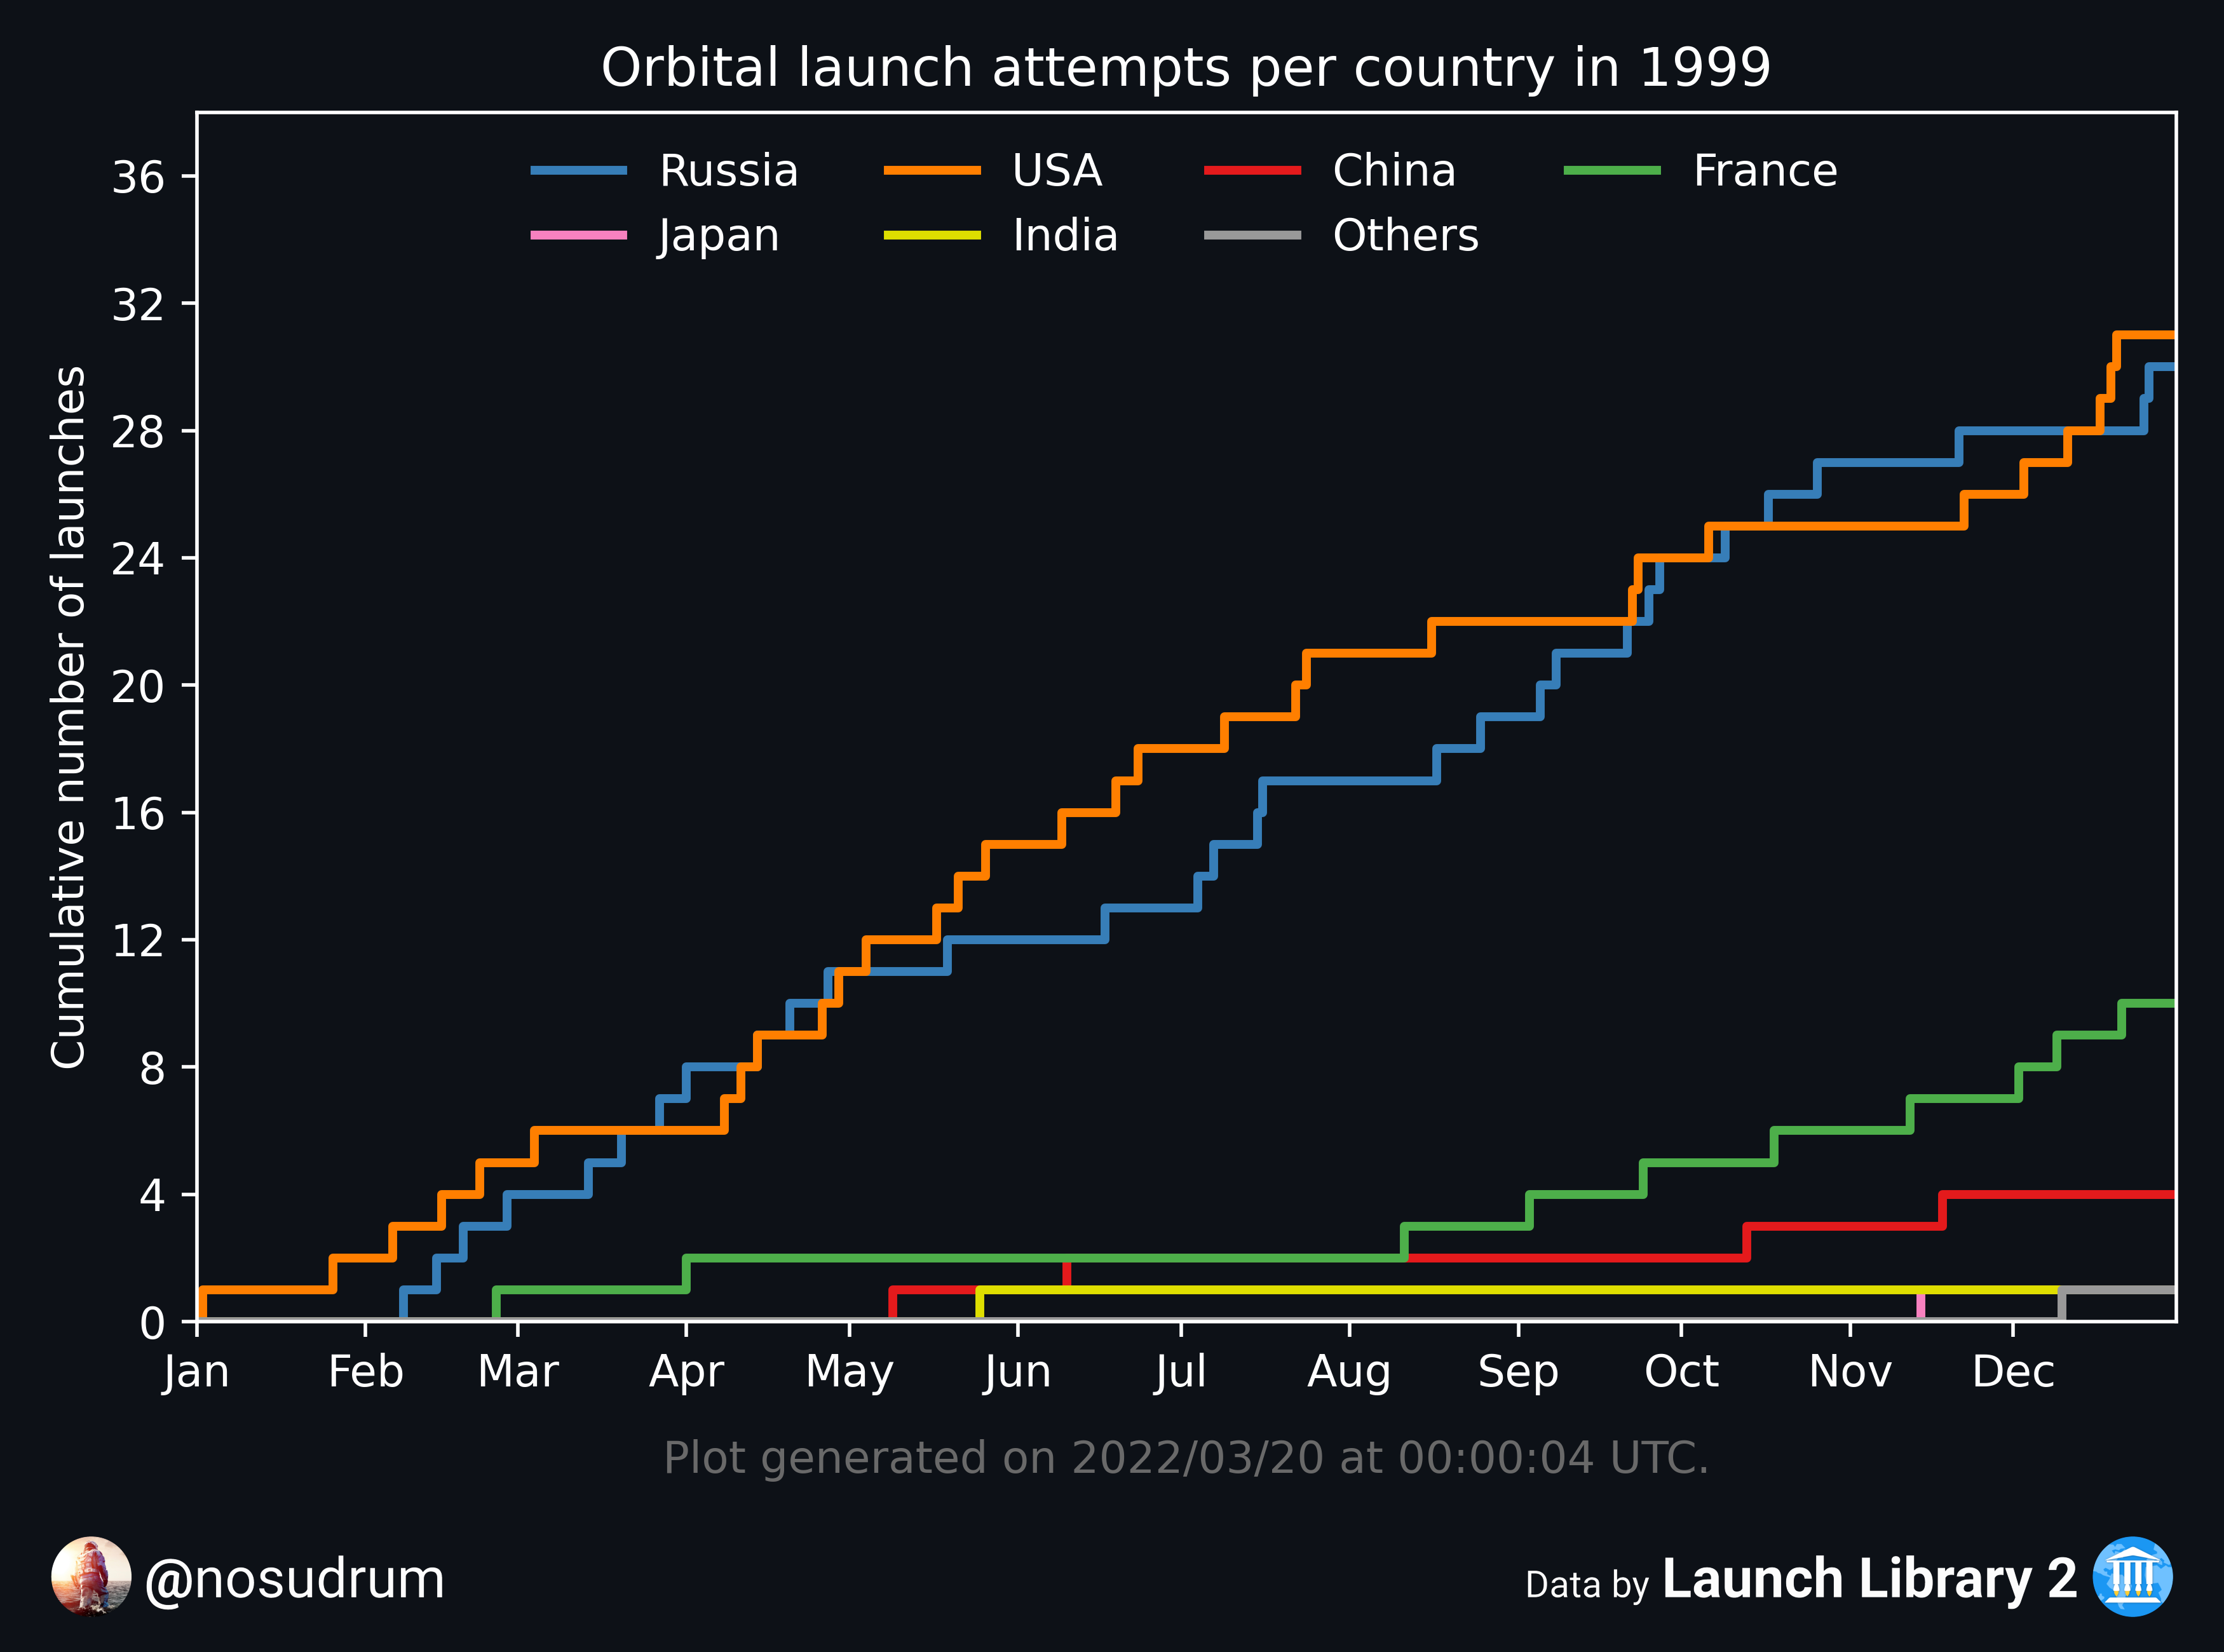 Orbital launch attempts per country in 1999
Russia USA China France
Japan India Others
Cumulative number of launches
36
32
28
24
20
16
12
8
4
0
Jan Feb Mar Apr May Jun Jul Aug Sep Oct Nov Dec
Plot generated on 2022/03/20 at 00:00:04 UTC.
@nosudrum
Data by Launch Library 2